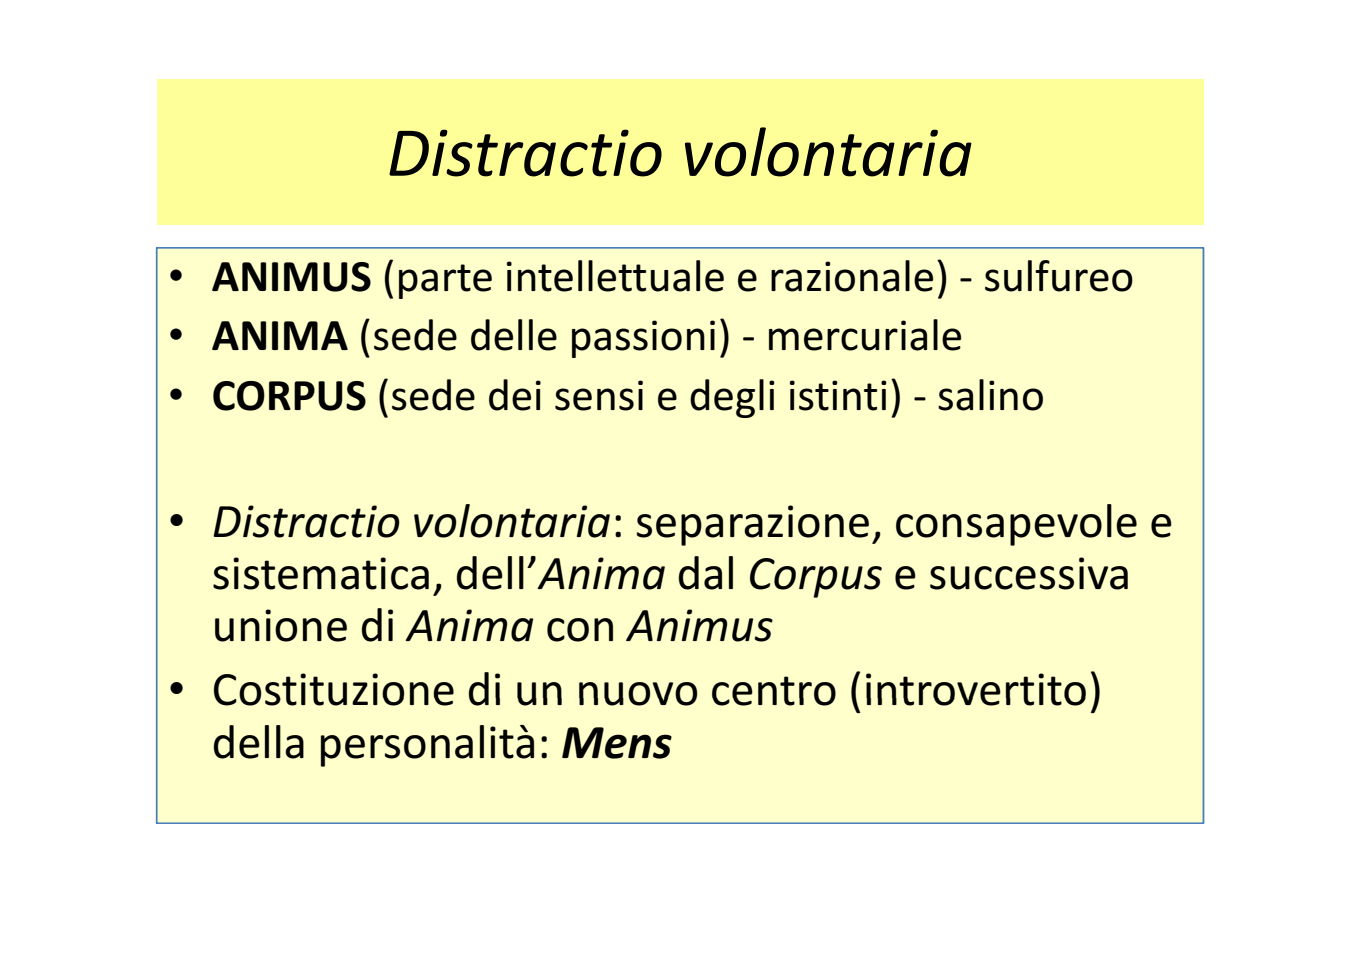 Distractio volontaria
• ANIMUS (parte intellettuale e razionale) - sulfureo
• ANIMA (sede delle passioni) - mercuriale
• CORPUS (sede dei sensi e degli istinti) - salino
• Distractio volontaria: separazione, consapevole e
sistematica, dell’Anima dal Corpus e successiva
unione di Anima con Animus
• Costituzione di un nuovo centro (introvertito)
della personalità: Mens